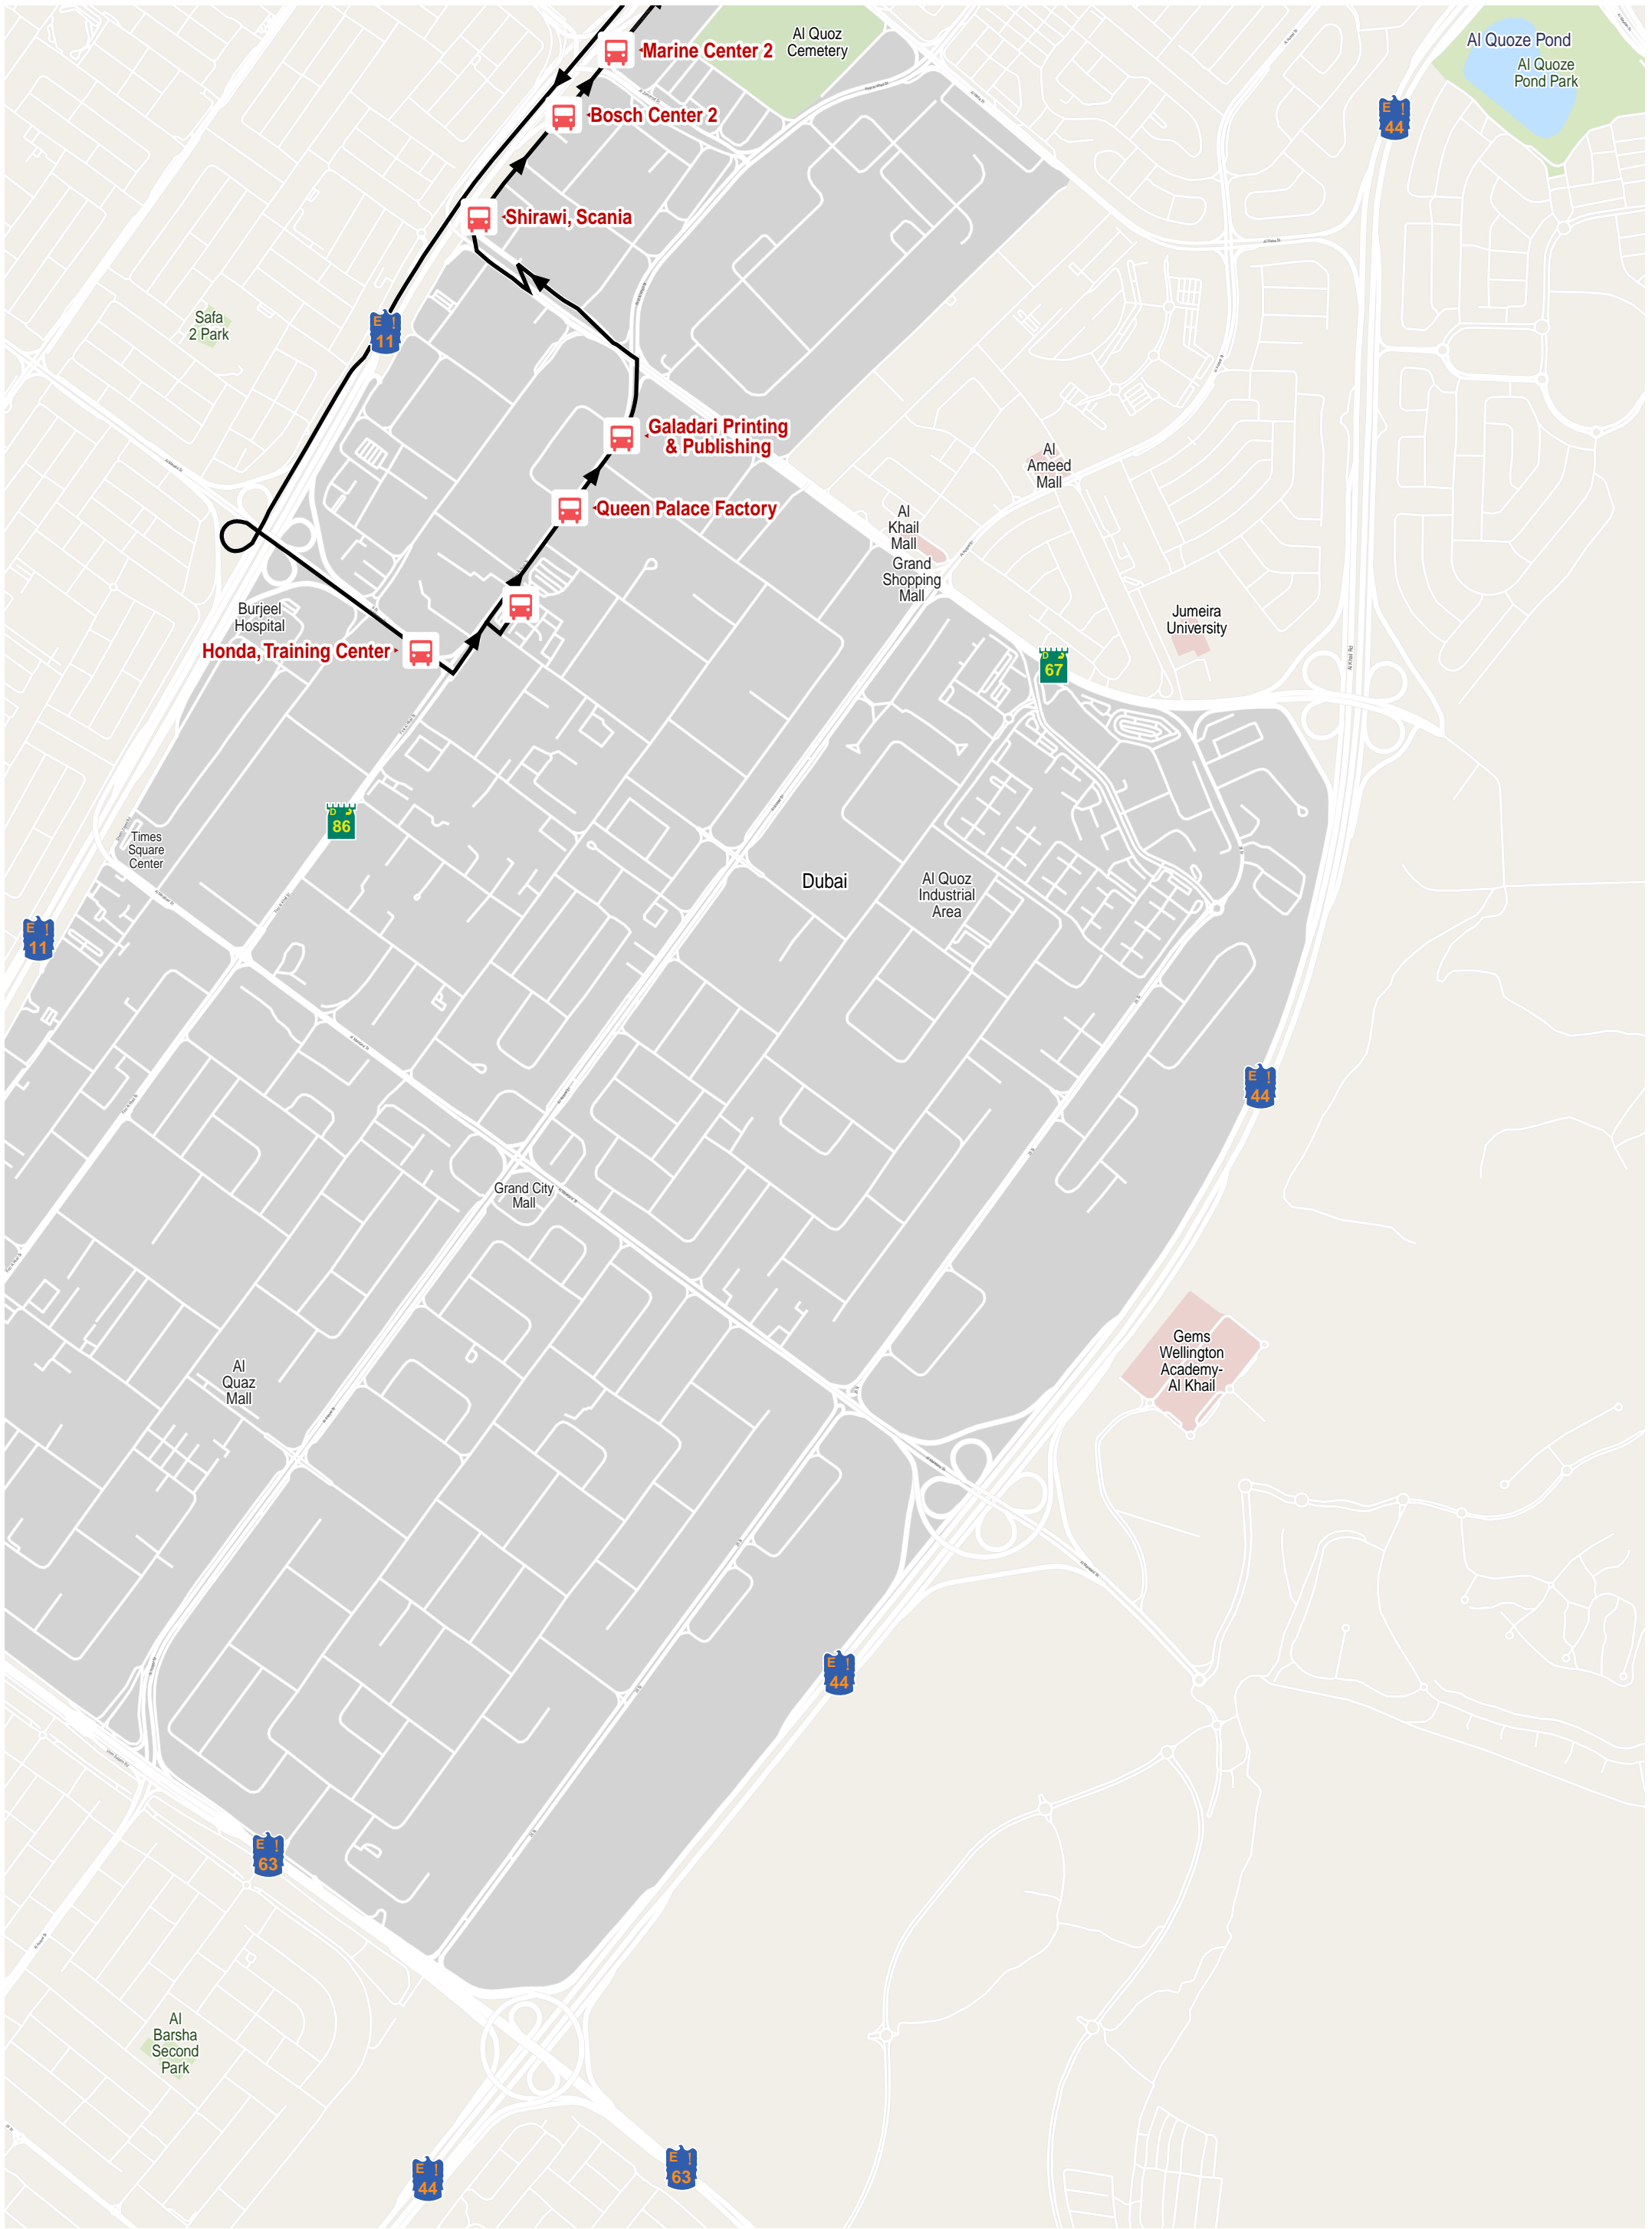 Al Quoz
Cemetery
Al Quoze Pond
Al Quoze
Pond Park
Marine Center 2
Bosch Center 2
E
44
Shirawi, Scania
Safa
2 Park
E
11
Galadari Printing
& Publishing
Al
Ameed
Mall
Queen Palace Factory
Al
Khail
Mall
Grand
Shopping
Mall
Burjeel
Hospital
Jumeira
University
Honda, Training Center
Al Khail Rd
D
67
D
86
Times
Square
Center
Dubai
Al Quoz
Industrial
Area
E
11
E
44
Grand City
Mall
Gems
Wellington
Academy-
Al Khail
Al
Quaz
Mall
E
44
E
63
Al
Barsha
Second
Park
E
44
E
63